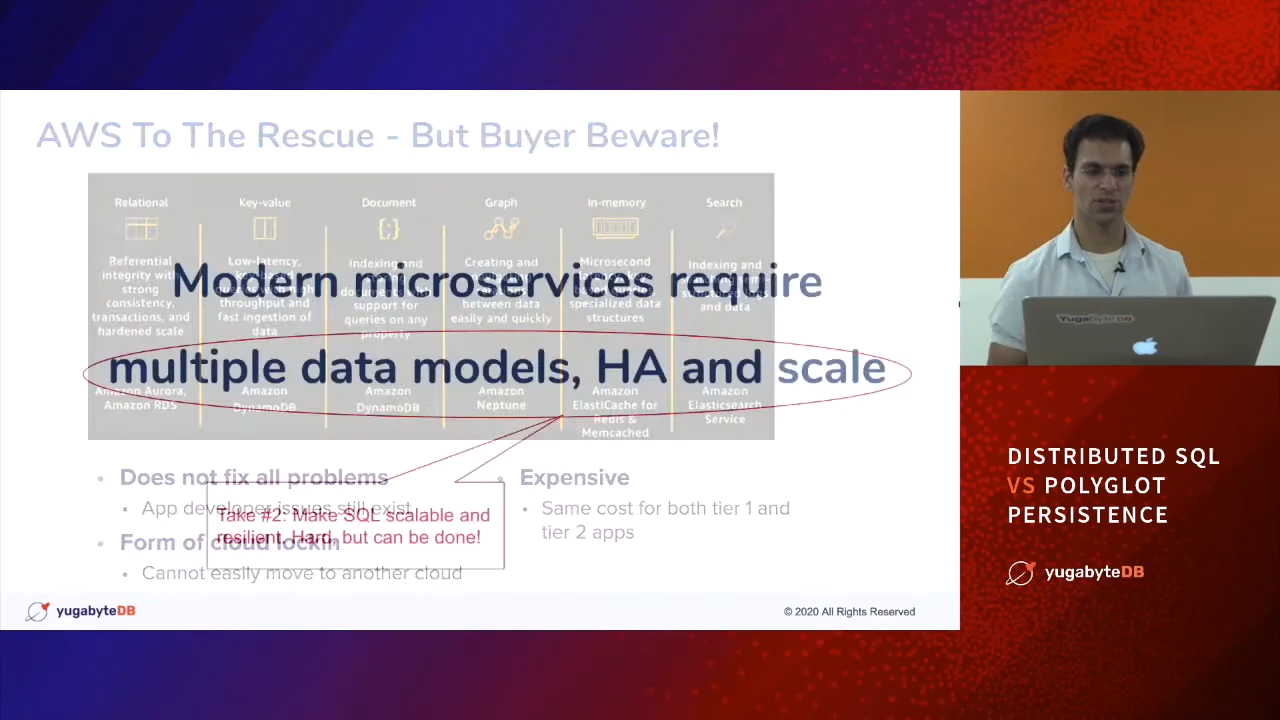 AWS To The Rescue - But Buyer Beware!
Relational
Key-value
Document
Graph
In-memory
Search
Referential
integrity with
strong
consistency,
transactions, and
hardened scale
Low-latency,
throughput and
fast ingestion of
data
Indexing and
support for
queries on any
property
Creating and
between data
easily and quickly
Microsecond
specialized data
structures
Indexing and
and data
Modern microservices require
multiple data models, HA and scale
Amazon Aurora,
Amazon RDS
Amazon
DynamoDB
Amazon
DynamoDB
Amazon
Neptune
Amazon
ElastiCache for
Redis &
Memcached
Amazon
Elasticsearch
Service
• Does not fix all problems
• App developer issues still exist
• Form of cloud lockin
• Cannot easily move to another cloud
Take #2: Make SQL scalable and
resilient. Hard, but can be done!
• Expensive
• Same cost for both tier 1 and
tier 2 apps
yugabyteDB
© 2020 All Rights Reserved
YugaByteDB
DISTRIBUTED SQL
VS POLYGLOT
PERSISTENCE
yugabyteDB